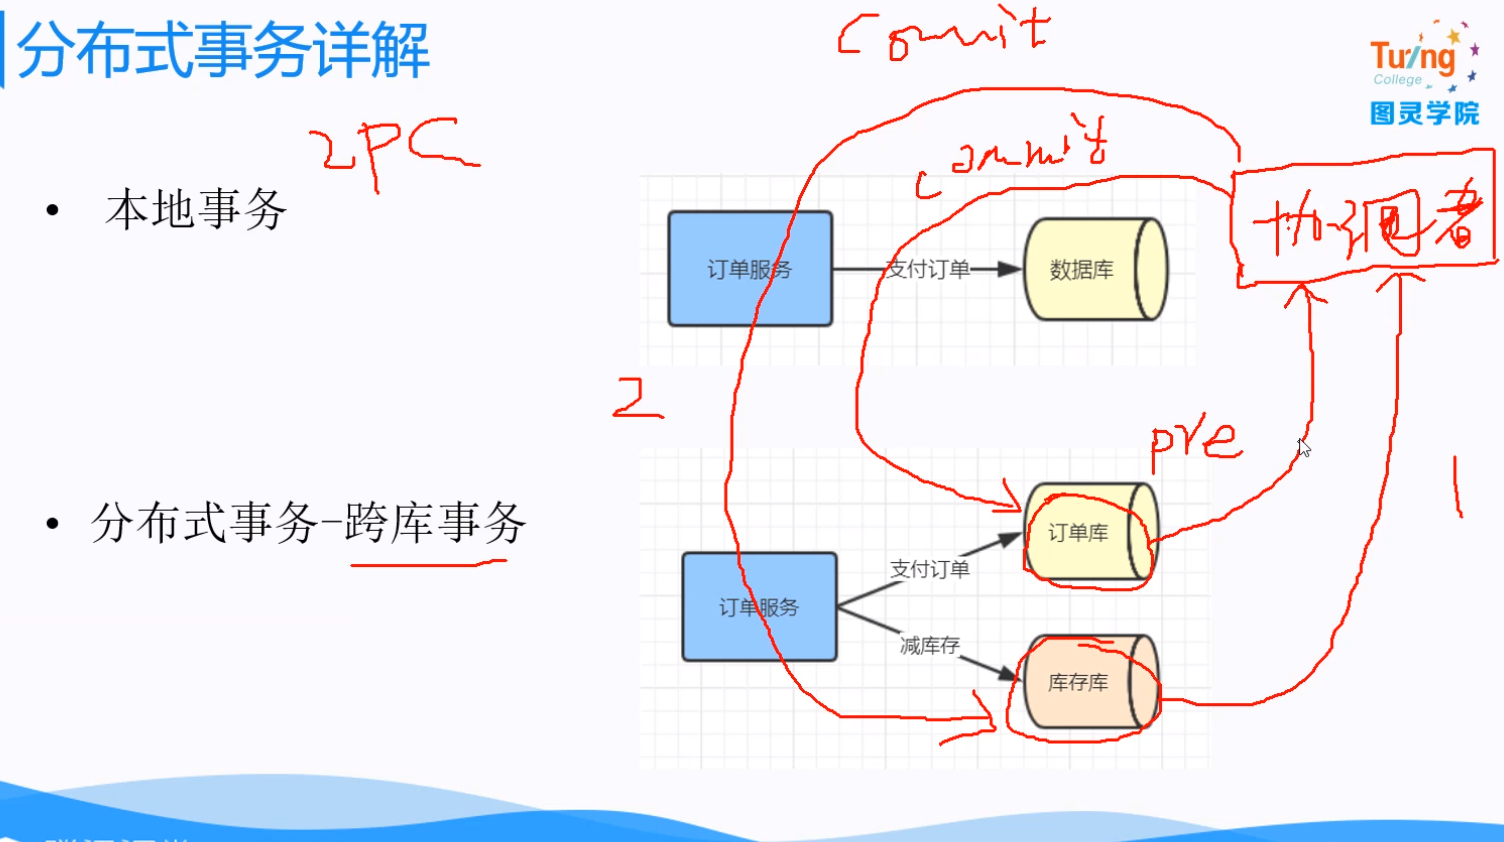 分布式事务详解
Turing
College
图灵学院
commit
2PC
commit
协调者
本地事务
订单服务
支付订单
数据库
2
pre
1
分布式事务-跨库事务
订单服务
支付订单
减库存
订单库
库存库